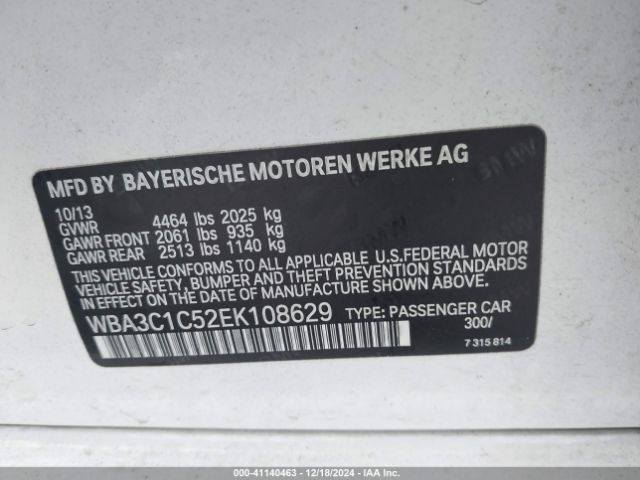 MFD BY BAYERISCHE MOTOREN WERKE AG
10/13
GVWR 4464 lbs 2025 kg
GAWR FRONT 2061 lbs 935 kg
GAWR REAR 2513 lbs 1140 kg
THIS VEHICLE CONFORMS TO ALL APPLICABLE U.S.FEDERAL MOTOR
VEHICLE SAFETY, BUMPER AND THEFT PREVENTION STANDARDS
IN EFFECT ON THE DATE OF MANUFACTURE SHOWN ABOVE.
WBA3C1C52EK108629 TYPE: PASSENGER CAR
300/
7 315 814
000-41140463 - 12/18/2024 - IAA Inc.